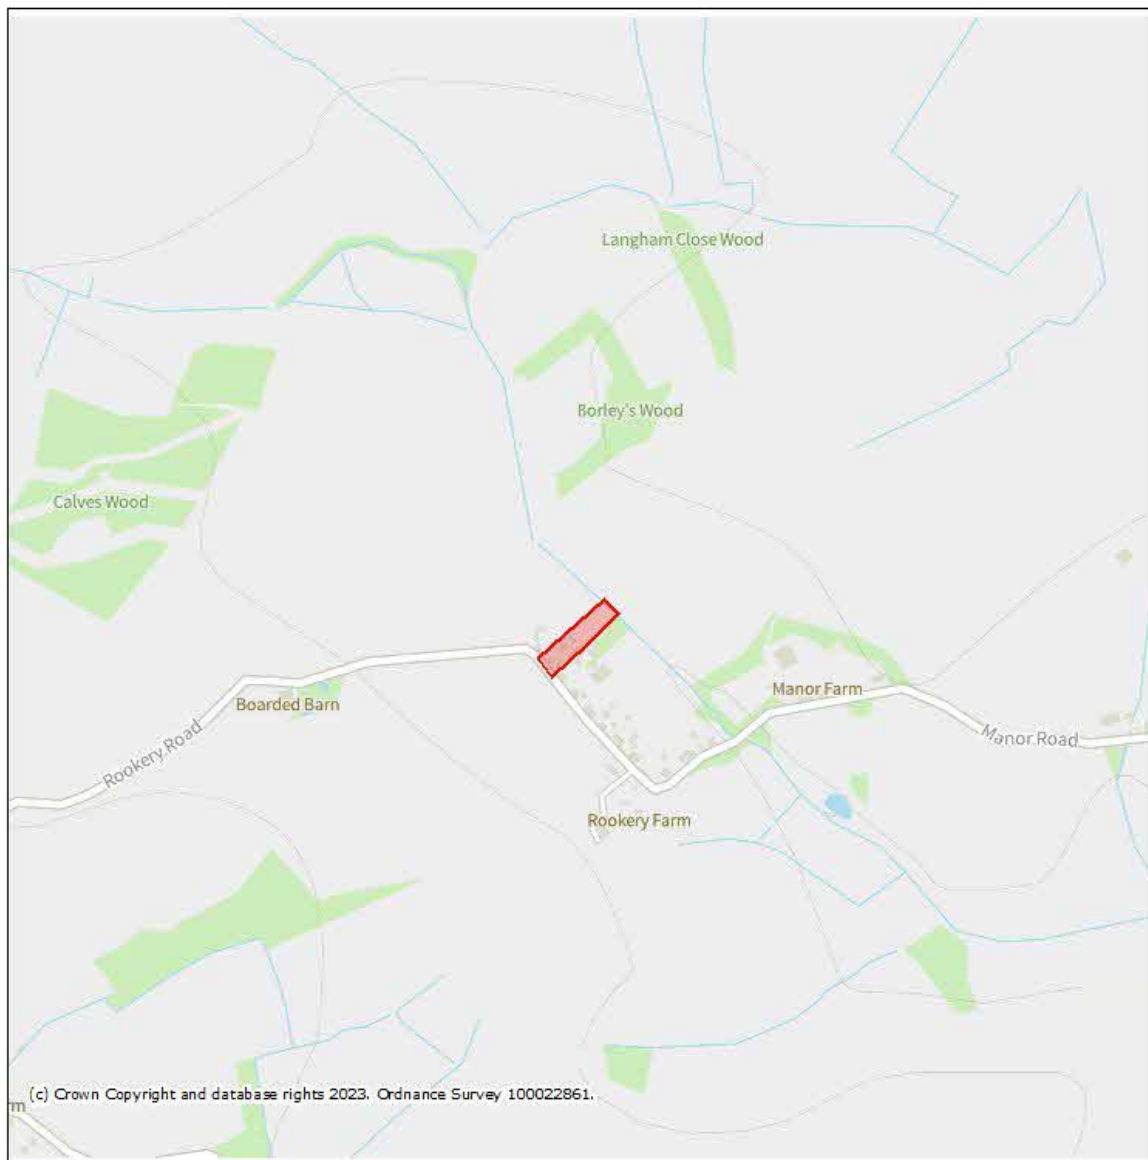 Langham Close Wood
Borley's Wood
Calves Wood
Boarded Barn
Manor Farm
Rookery Road
Manor Road
Rookery Farm
(c) Crown Copyright and database rights 2023. Ordnance Survey 100022861.
rm